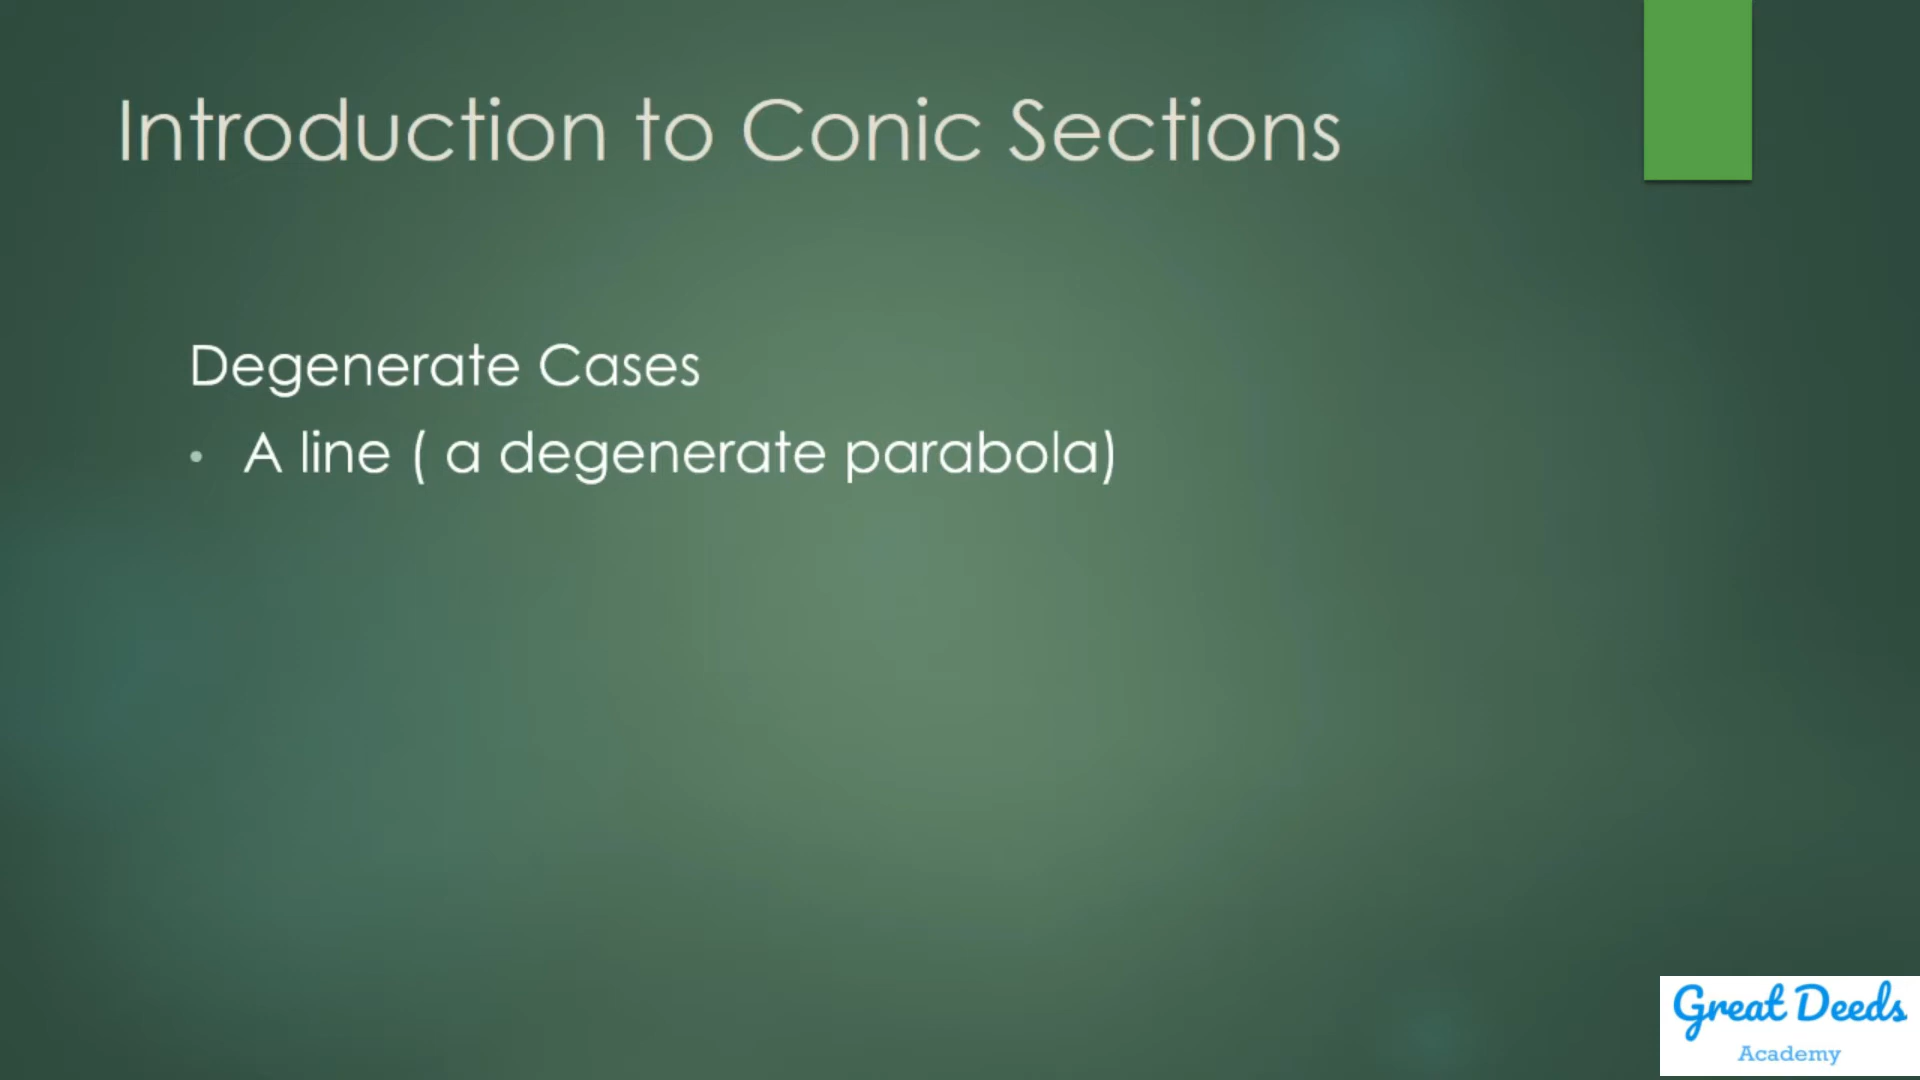 Introduction to Conic Sections
Degenerate Cases
• A line ( a degenerate parabola)
Great Deeds
Academy